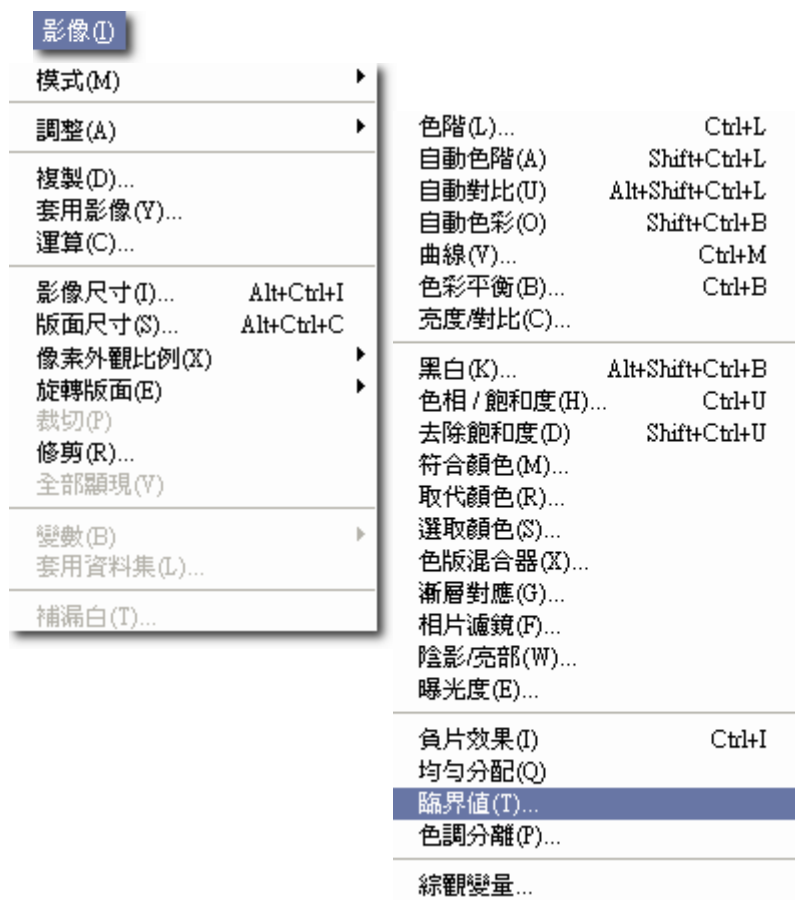 影像(I)
模式(M)
調整(A)
複製(D)...
套用影像(Y)...
運算(C)...
影像尺寸(I)... Alt+Ctrl+I
版面尺寸(S)... Alt+Ctrl+C
像素外觀比例(X)
旋轉版面(E)
裁切(P)
修剪(R)...
全部顯現(V)
變數(B)
套用資料集(L)...
補漏白(T)...
色階(L)... Ctrl+L
自動色階(A) Shift+Ctrl+L
自動對比(U) Alt+Shift+Ctrl+L
自動色彩(O) Shift+Ctrl+B
曲線(V)... Ctrl+M
色彩平衡(B)... Ctrl+B
亮度/對比(C)...
黑白(K)... Alt+Shift+Ctrl+B
色相 / 飽和度(H)... Ctrl+U
去除飽和度(D) Shift+Ctrl+U
符合顏色(M)...
取代顏色(R)...
選取顏色(S)...
色版混合器(X)...
漸層對應(G)...
相片濾鏡(F)...
陰影/亮部(W)...
曝光度(E)...
負片效果(I) Ctrl+I
均勻分配(Q)
臨界值(T)...
色調分離(P)...
綜觀變量...